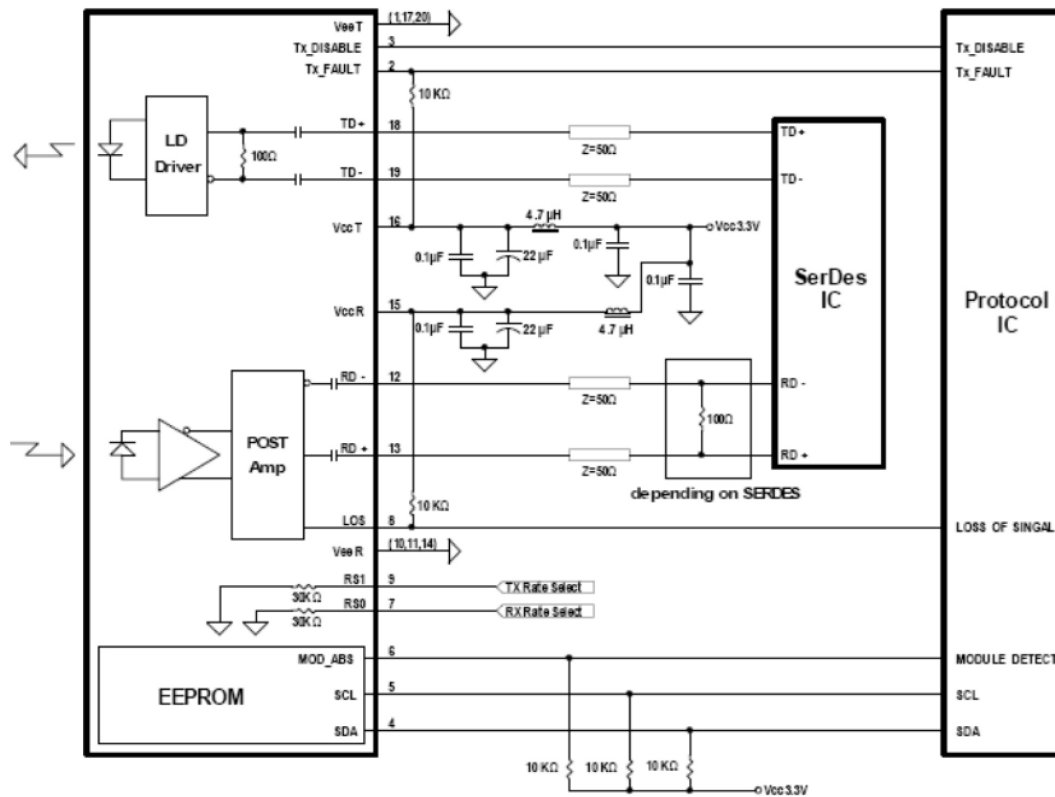 VeeT (1,17,20)
Tx_DISABLE 3 Tx_DISABLE
Tx_FAULT 2 Tx_FAULT
10 KΩ
LD
Driver
100Ω
TD+ 18 Z=50Ω TD+
TD- 19 Z=50Ω TD-
VccT 16 4.7 µH Vcc3.3V
0.1µF 22 µF 0.1µF 0.1µF
SerDes
IC
Protocol
IC
VccR 15
0.1µF 22 µF 4.7 µH
POST
Amp
RD - 12 Z=50Ω RD -
100Ω
RD + 13 Z=50Ω RD +
depending on SERDES
10 KΩ
LOS 8 LOSS OF SINGAL
VeeR (10,11,14)
RS1 9 TX Rate Select
30KΩ
RS0 7 RX Rate Select
30KΩ
EEPROM
MOD_ABS 6 MODULE DETECT
SCL 5 SCL
SDA 4 SDA
10 KΩ 10 KΩ 10 KΩ
Vcc3.3V